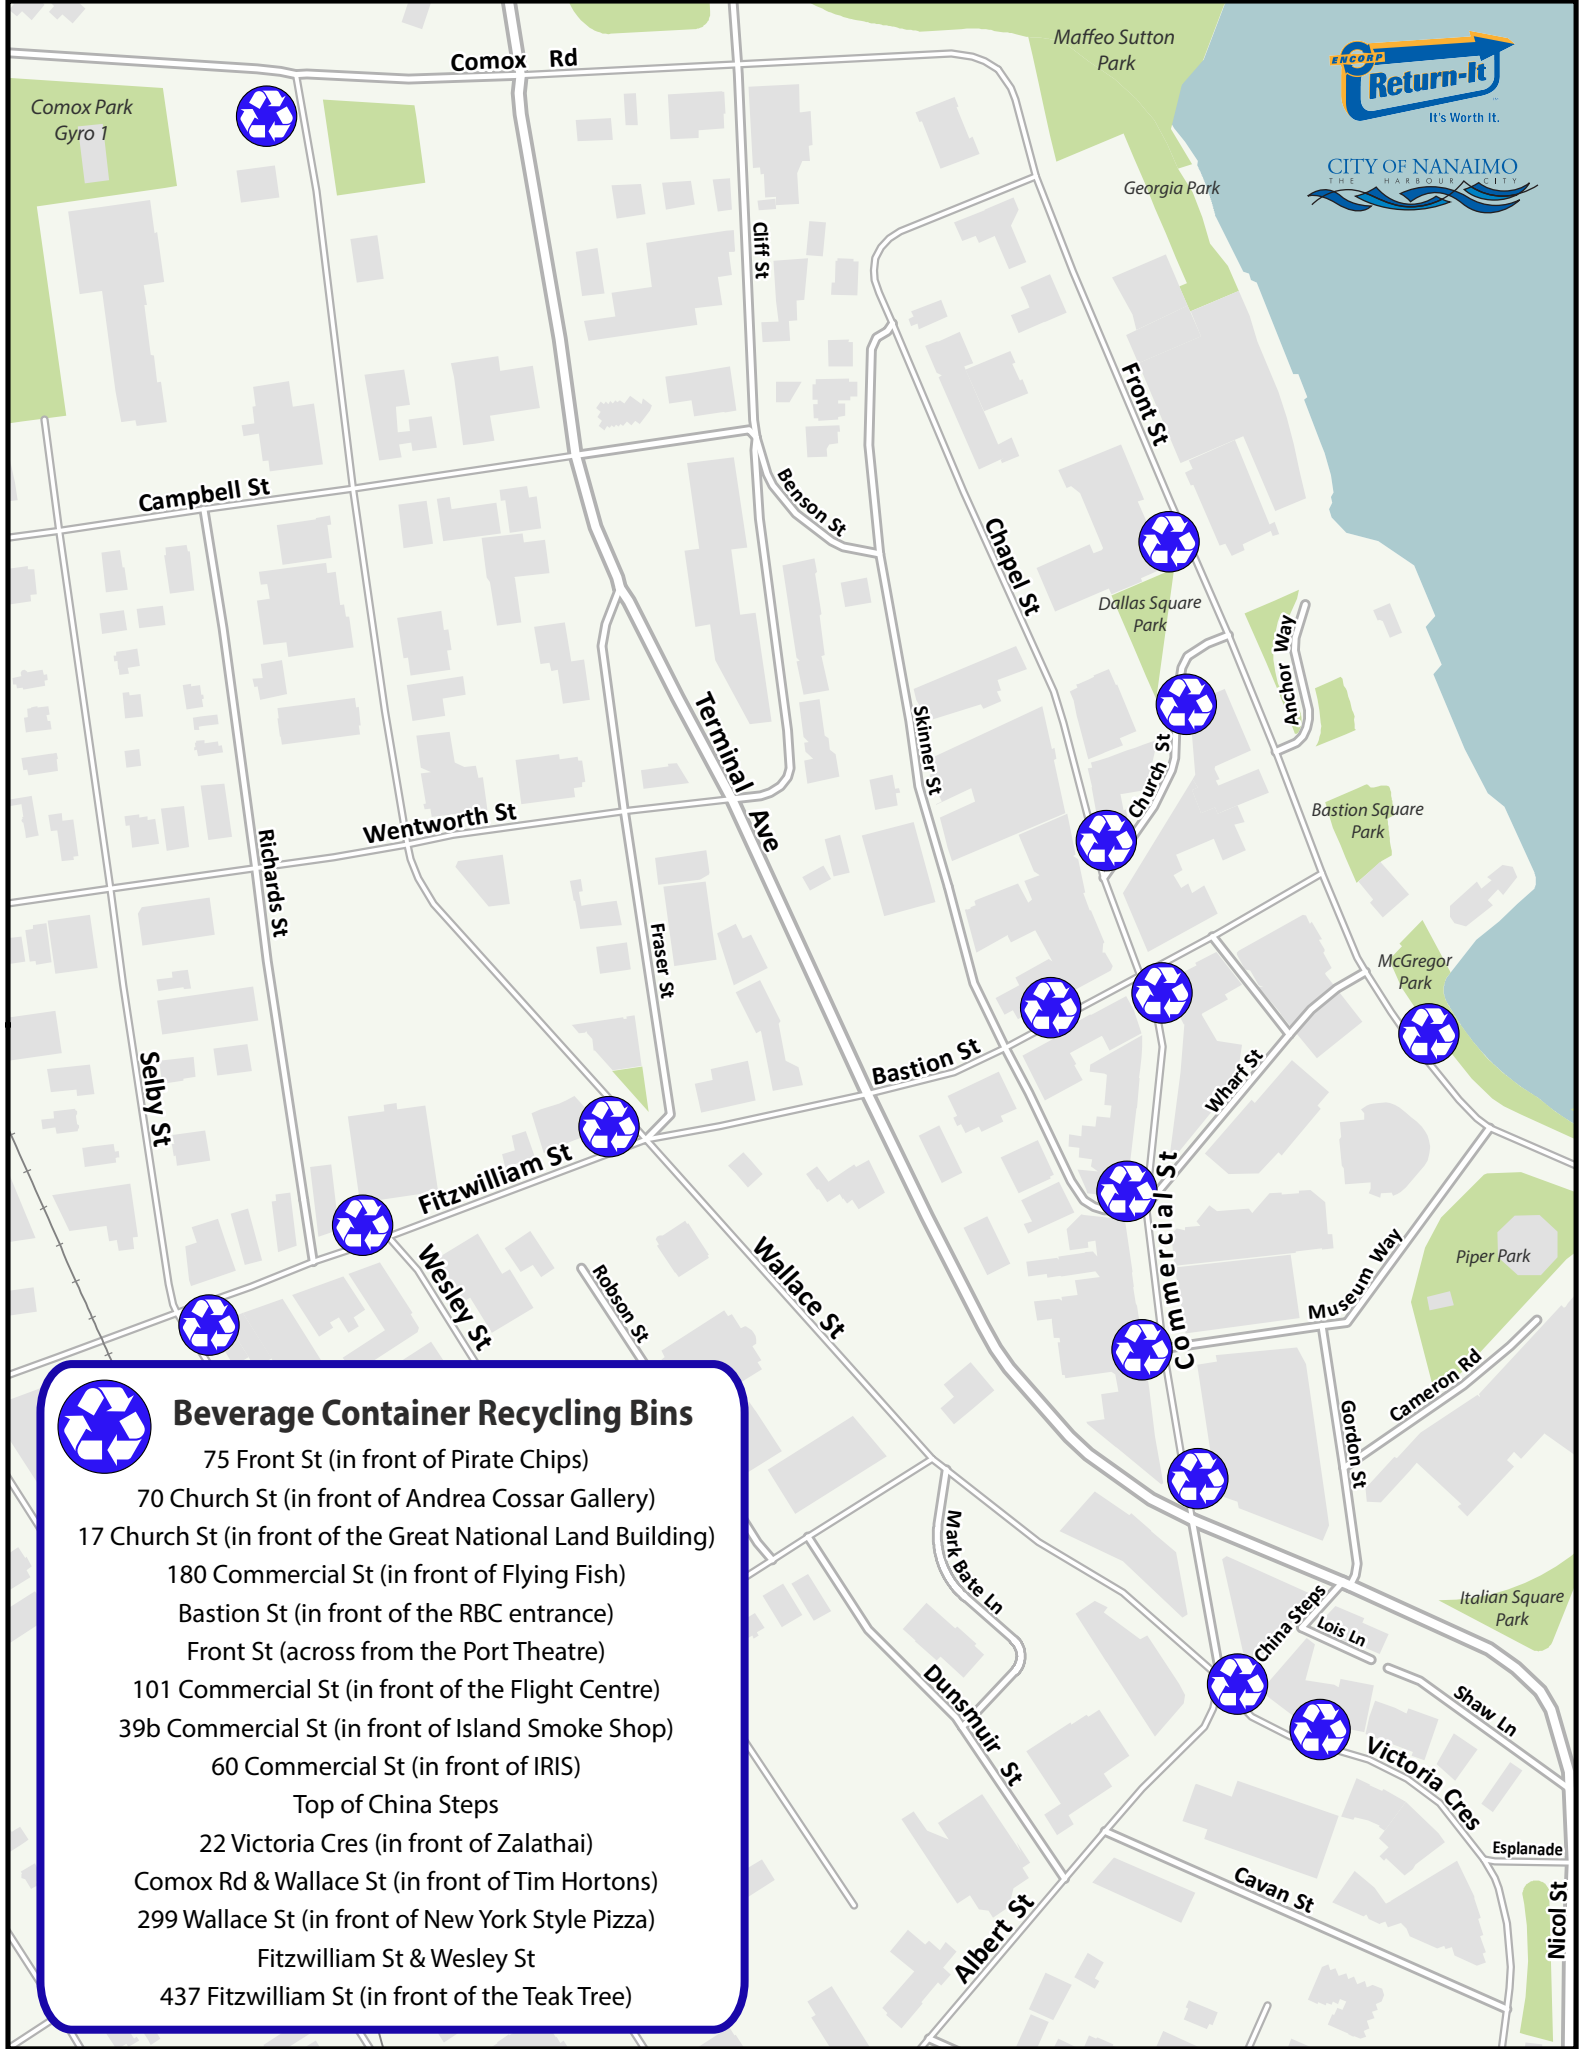 Comox Rd
Maffeo Sutton
Park
ENCORP
Return-It
It's Worth It.
Comox Park
Gyro 1
CITY OF NANAIMO
THE HARBOUR CITY
Georgia Park
Cliff St
Front St
Campbell St
Benson St
Chapel St
Dallas Square
Park
Anchor Way
Terminal Ave
Skinner St
Church St
Bastion Square
Park
Wentworth St
Richards St
Fraser St
McGregor
Park
Selby St
Bastion St
Wharf St
Fitzwilliam St
Commercial St
Wesley St
Robson St
Wallace St
Museum Way
Piper Park
Cameron Rd
Gordon St
Mark Bate Ln
China Steps
Lois Ln
Italian Square
Park
Shaw Ln
Dunsmuir St
Victoria Cres
Esplanade
Cavan St
Nicol St
Albert St
Beverage Container Recycling Bins
75 Front St (in front of Pirate Chips)
70 Church St (in front of Andrea Cossar Gallery)
17 Church St (in front of the Great National Land Building)
180 Commercial St (in front of Flying Fish)
Bastion St (in front of the RBC entrance)
Front St (across from the Port Theatre)
101 Commercial St (in front of the Flight Centre)
39b Commercial St (in front of Island Smoke Shop)
60 Commercial St (in front of IRIS)
Top of China Steps
22 Victoria Cres (in front of Zalathai)
Comox Rd & Wallace St (in front of Tim Hortons)
299 Wallace St (in front of New York Style Pizza)
Fitzwilliam St & Wesley St
437 Fitzwilliam St (in front of the Teak Tree)